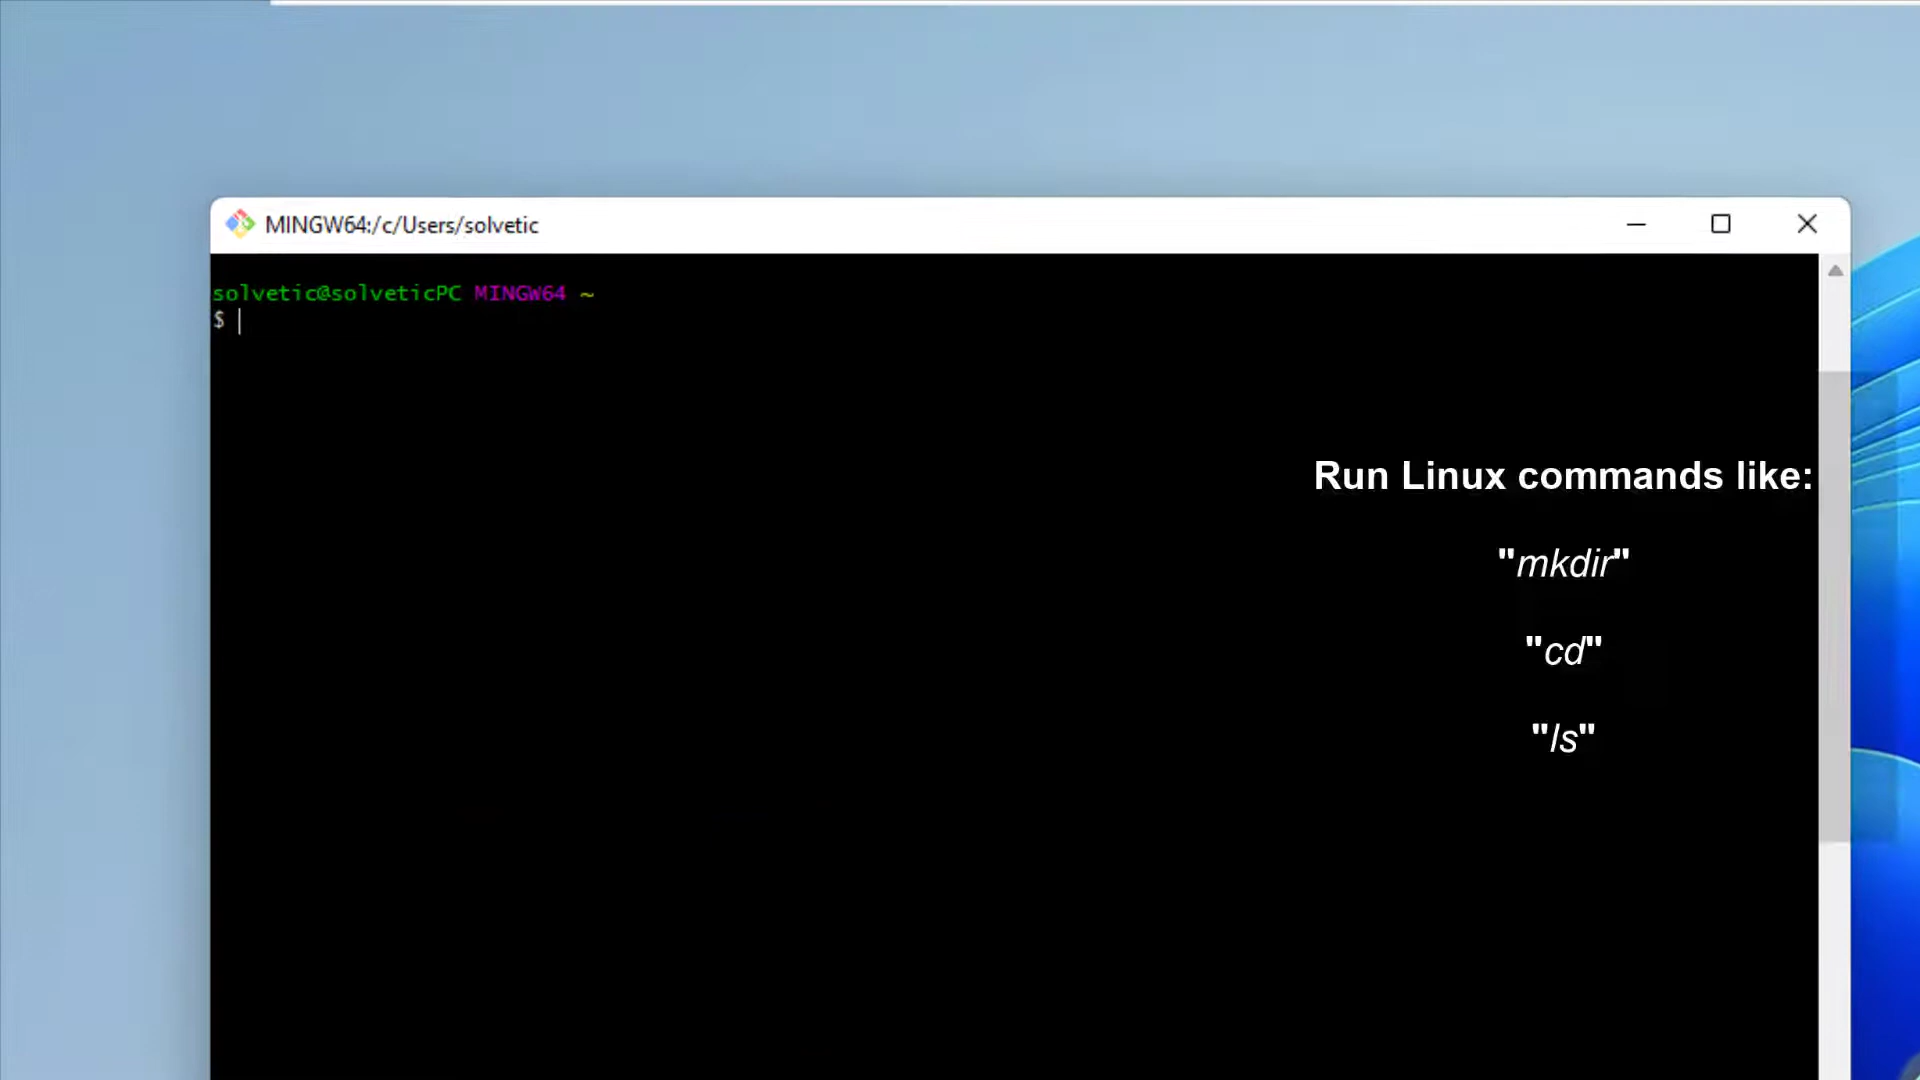 MINGW64:/c/Users/solvetic
solvetic@solveticPC MINGW64 ~
$
Run Linux commands like:
"mkdir"
"cd"
"ls"